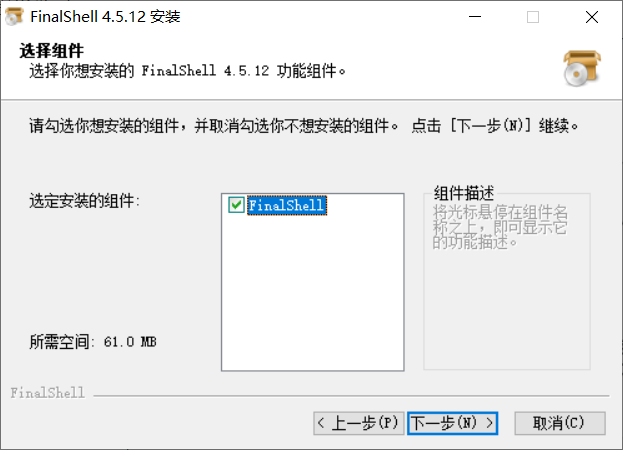 FinalShell 4.5.12 安装
选择组件
选择你想安装的 FinalShell 4.5.12 功能组件。
请勾选你想安装的组件，并取消勾选你不想安装的组件。 点击 [下一步(N)] 继续。
选定安装的组件:
FinalShell
组件描述
将光标悬停在组件名
称之上，即可显示它
的功能描述。
所需空间: 61.0 MB
FinalShell
< 上一步(P)
下一步(N) >
取消(C)